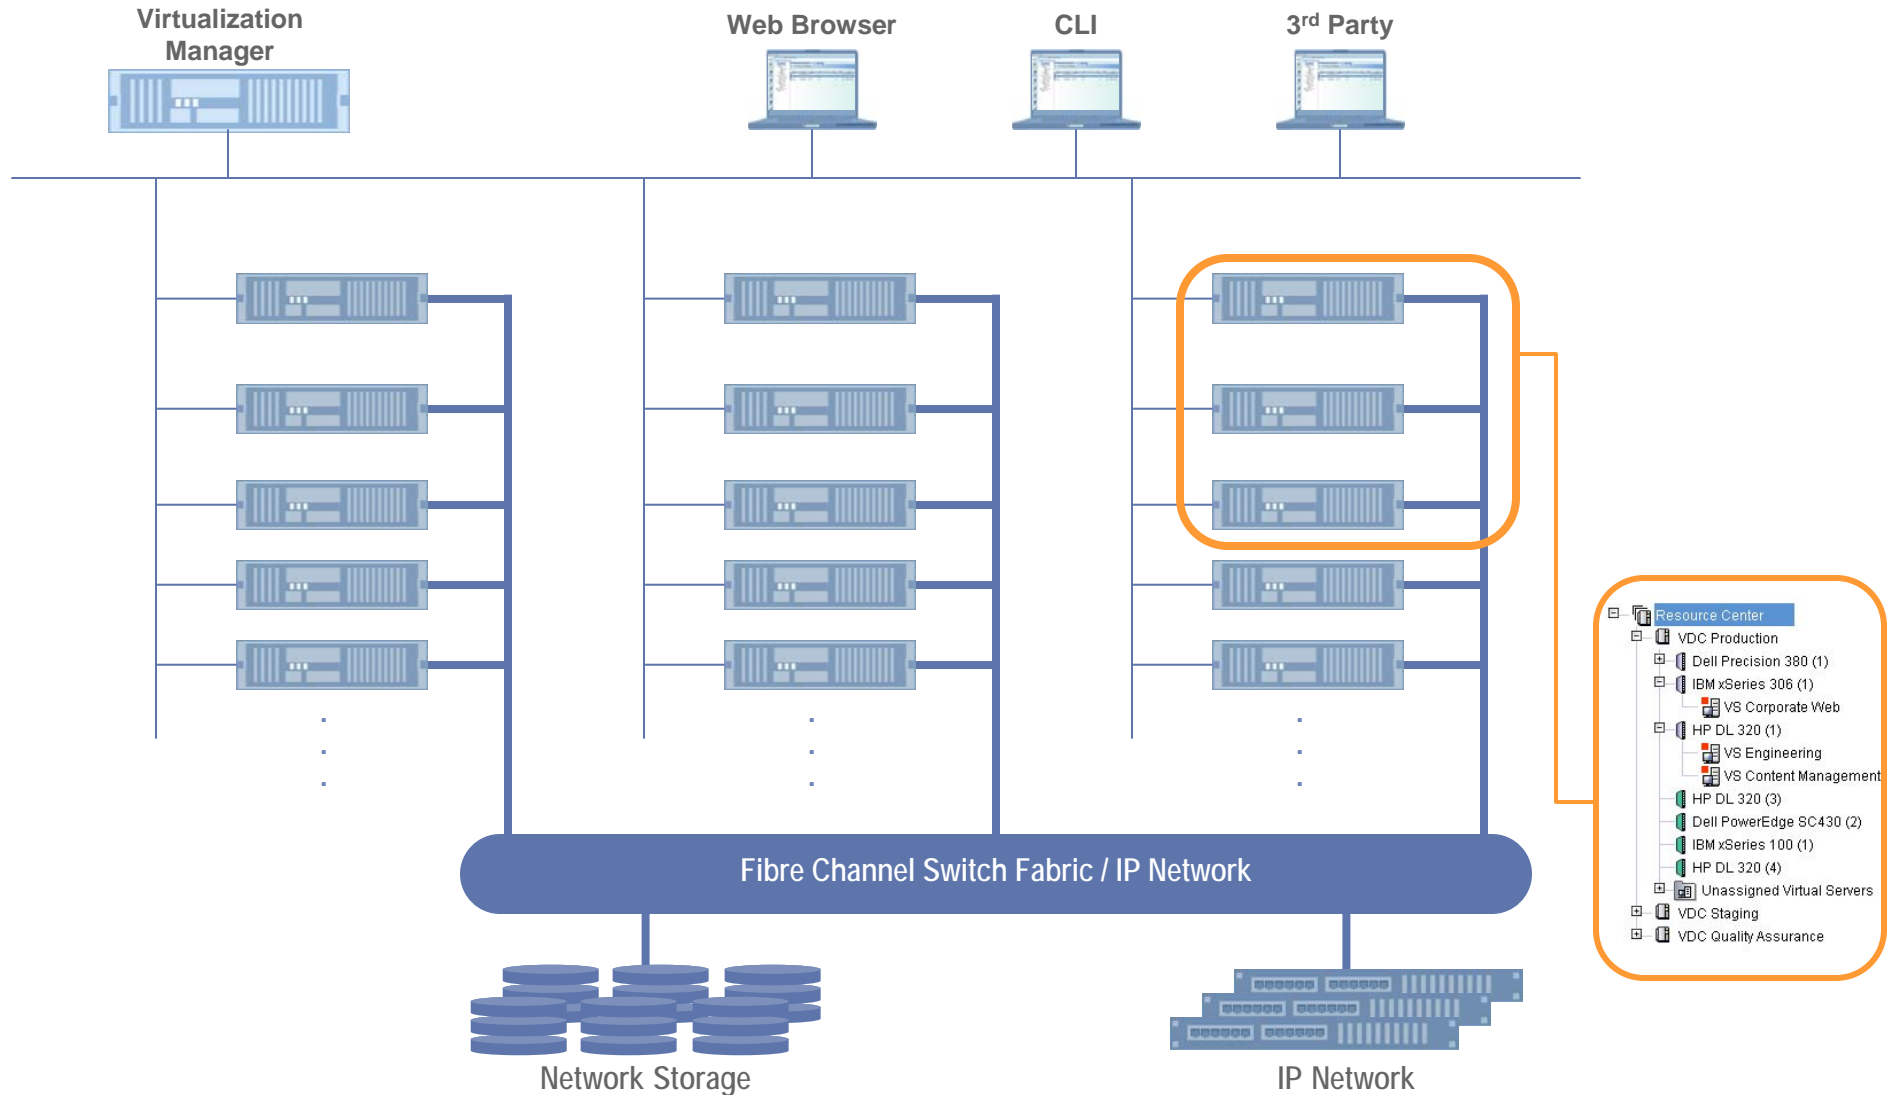 Virtualization
Manager
Web Browser
CLI
3rd Party
Resource Center
VDC Production
Dell Precision 380 (1)
IBM xSeries 306 (1)
VS Corporate Web
HP DL 320 (1)
VS Engineering
VS Content Management
HP DL 320 (3)
Dell PowerEdge SC430 (2)
IBM xSeries 100 (1)
HP DL 320 (4)
Unassigned Virtual Servers
VDC Staging
VDC Quality Assurance
Fibre Channel Switch Fabric / IP Network
Network Storage
IP Network